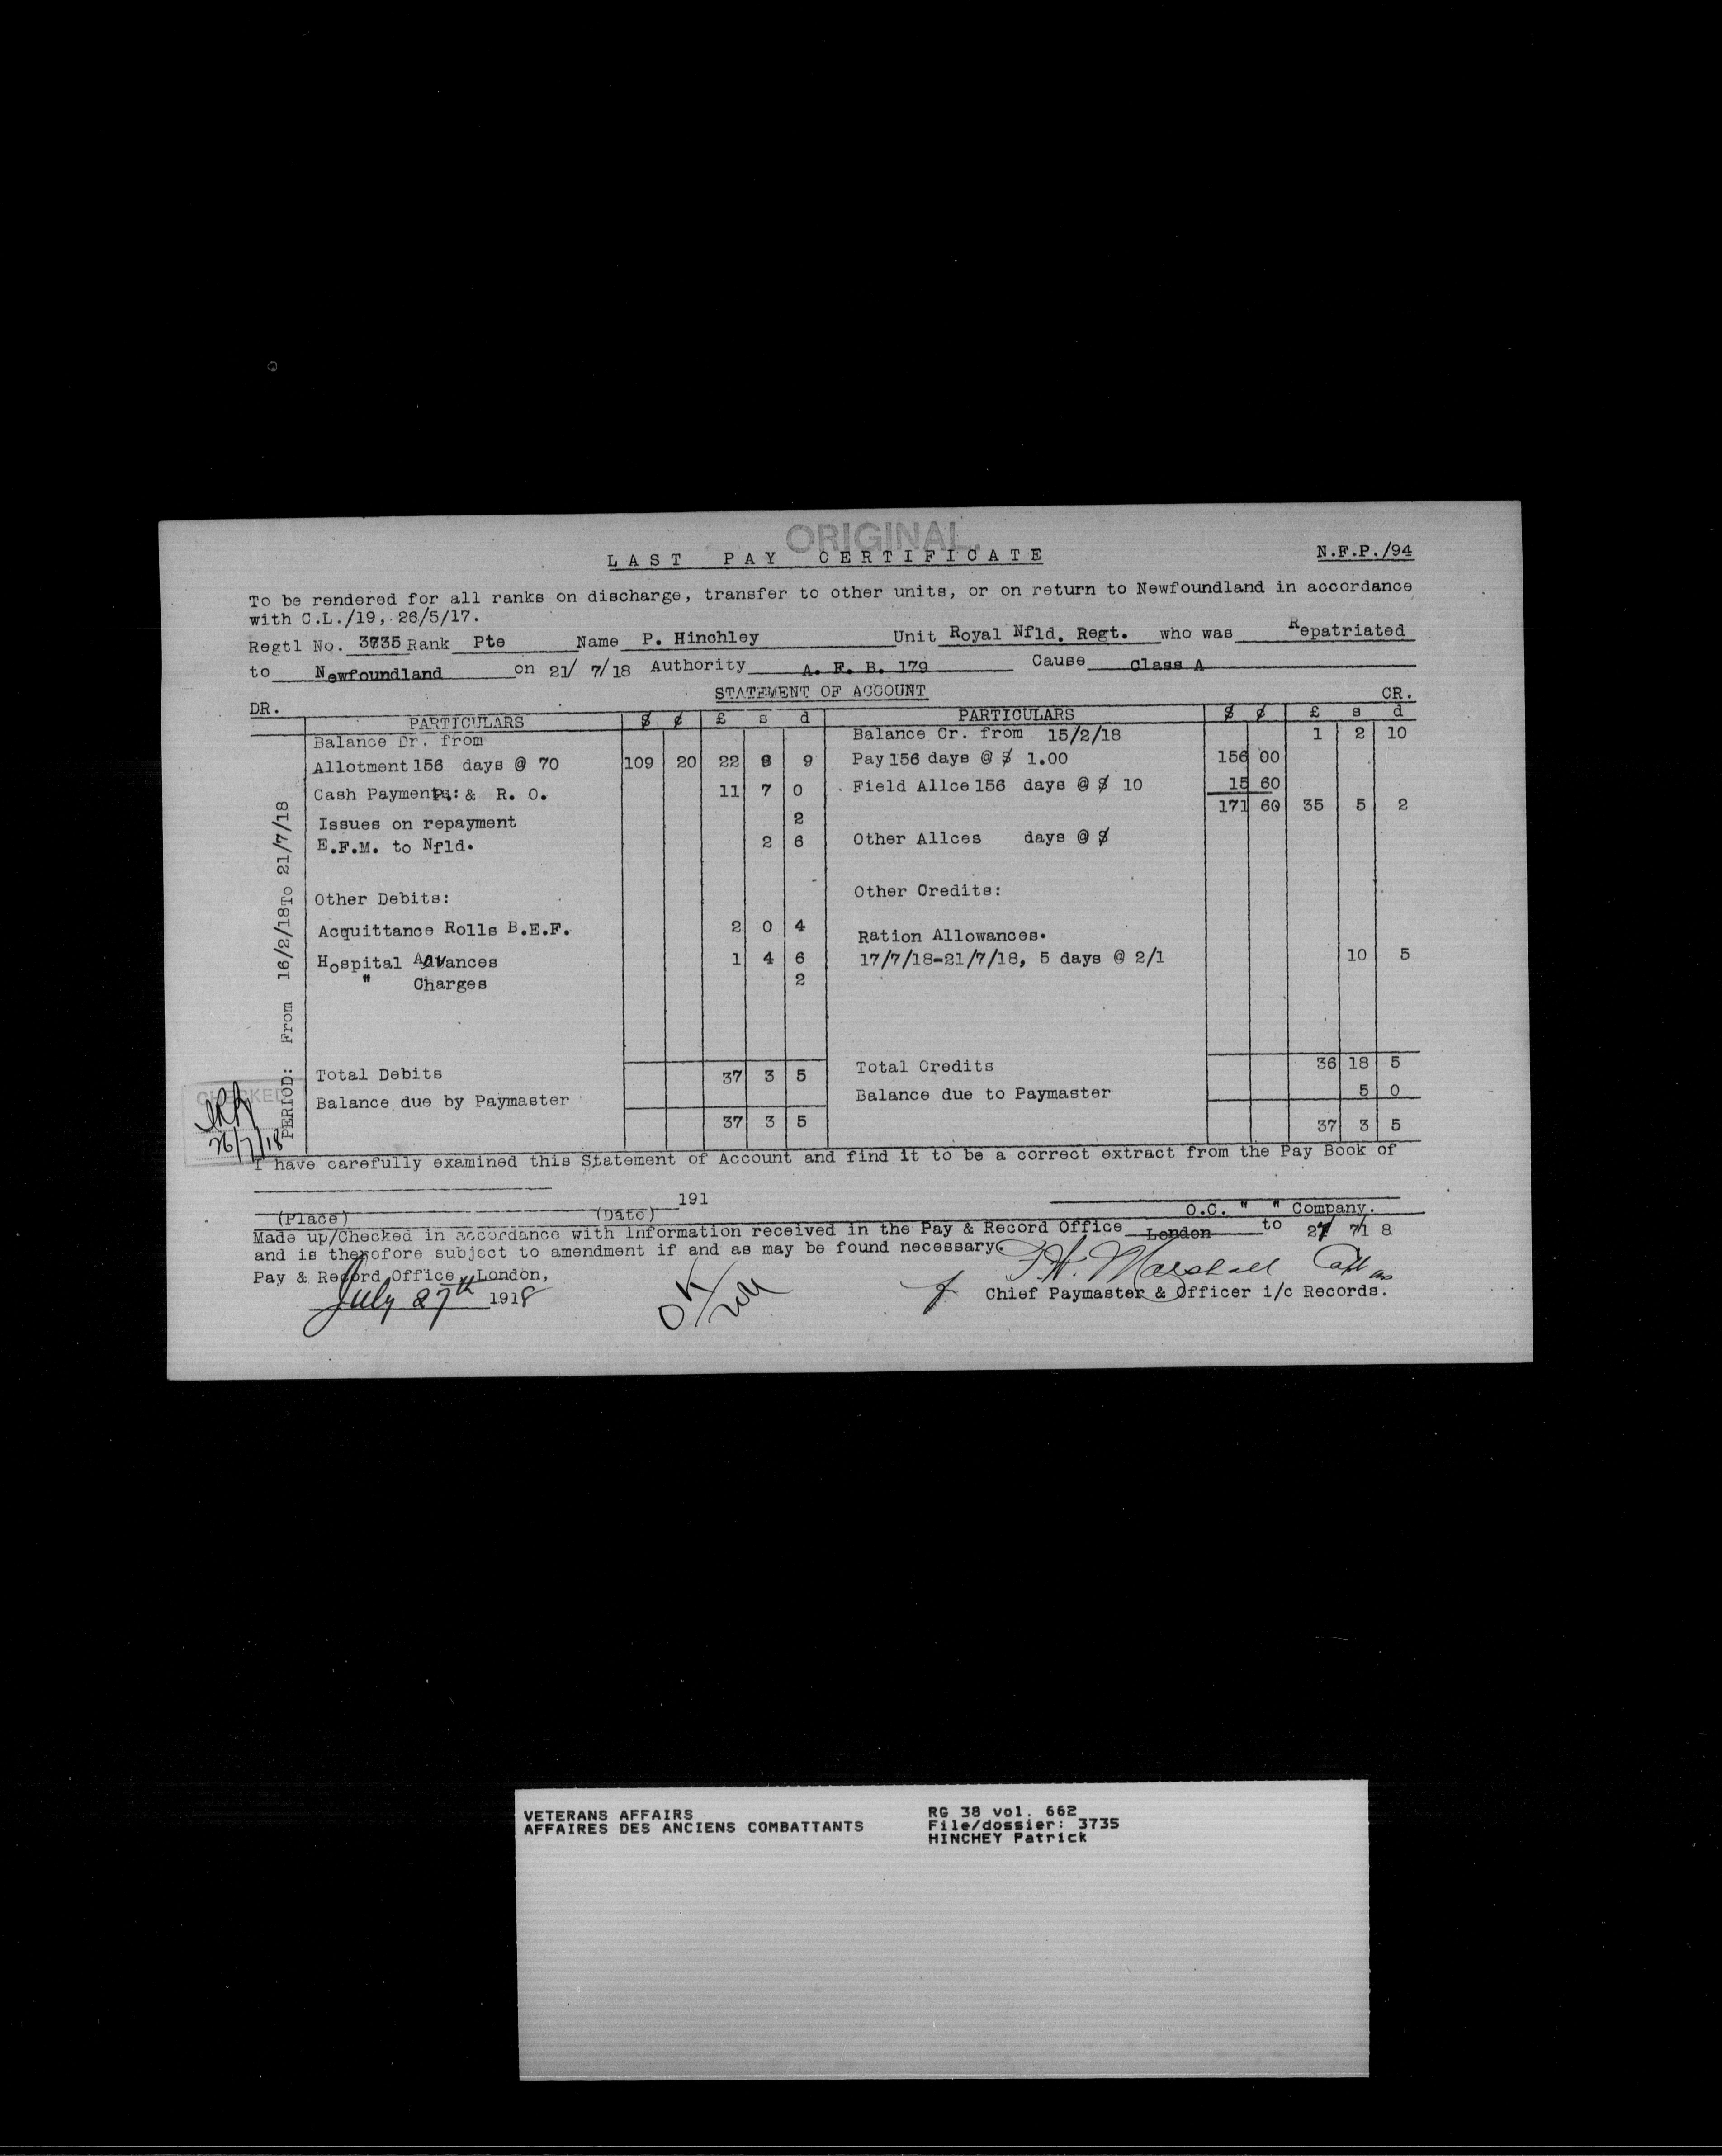 ORIGINAL.
LAST PAY CERTIFICATE N.F.P./94
To be rendered for all ranks on discharge, transfer to other units, or on return to Newfoundland in accordance
with C.L./19, 26/5/17.
Regtl No. 3735 Rank Pte Name P. Hinchley Unit Royal Nfld. Regt. who was Repatriated
to Newfoundland on 21/ 7/18 Authority A. F. B. 179 Cause Class A
STATEMENT OF ACCOUNT
DR. CR.
PARTICULARS $ ¢ £ s d PARTICULARS $ ¢ £ s d
Balance Dr. from Balance Cr. from 15/2/18 1 2 10
Allotment 156 days @ 70 109 20 22 8 9 Pay 156 days @ $ 1.00 156 00
Cash Payments: P. & R. O. 11 7 0 Field Allce 156 days @ $ 10 15 60
171 60 35 5 2
Issues on repayment 2
E.F.M. to Nfld. 2 6 Other Allces days @ $
Other Debits: Other Credits:
Acquittance Rolls B.E.F. 2 0 4 Ration Allowances.
Hospital Advances 1 4 6 17/7/18-21/7/18, 5 days @ 2/1 10 5
" Charges 2
Total Debits 37 3 5 Total Credits 36 18 5
Balance due by Paymaster Balance due to Paymaster 5 0
37 3 5 37 3 5
PERIOD: From 16/2/18 To 21/7/18
CHECKED
26/7/18
I have carefully examined this Statement of Account and find it to be a correct extract from the Pay Book of
191
(Place) (Date) O.C. " " Company.
Made up/Checked in accordance with information received in the Pay & Record Office London to 27 7/1 8
and is therefore subject to amendment if and as may be found necessary.
Pay & Record Office, London, F.H. Marshall Capt
July 27th 1918 OK Chief Paymaster & Officer i/c Records.
VETERANS AFFAIRS RG 38 vol. 662
AFFAIRES DES ANCIENS COMBATTANTS File/dossier: 3735
HINCHEY Patrick